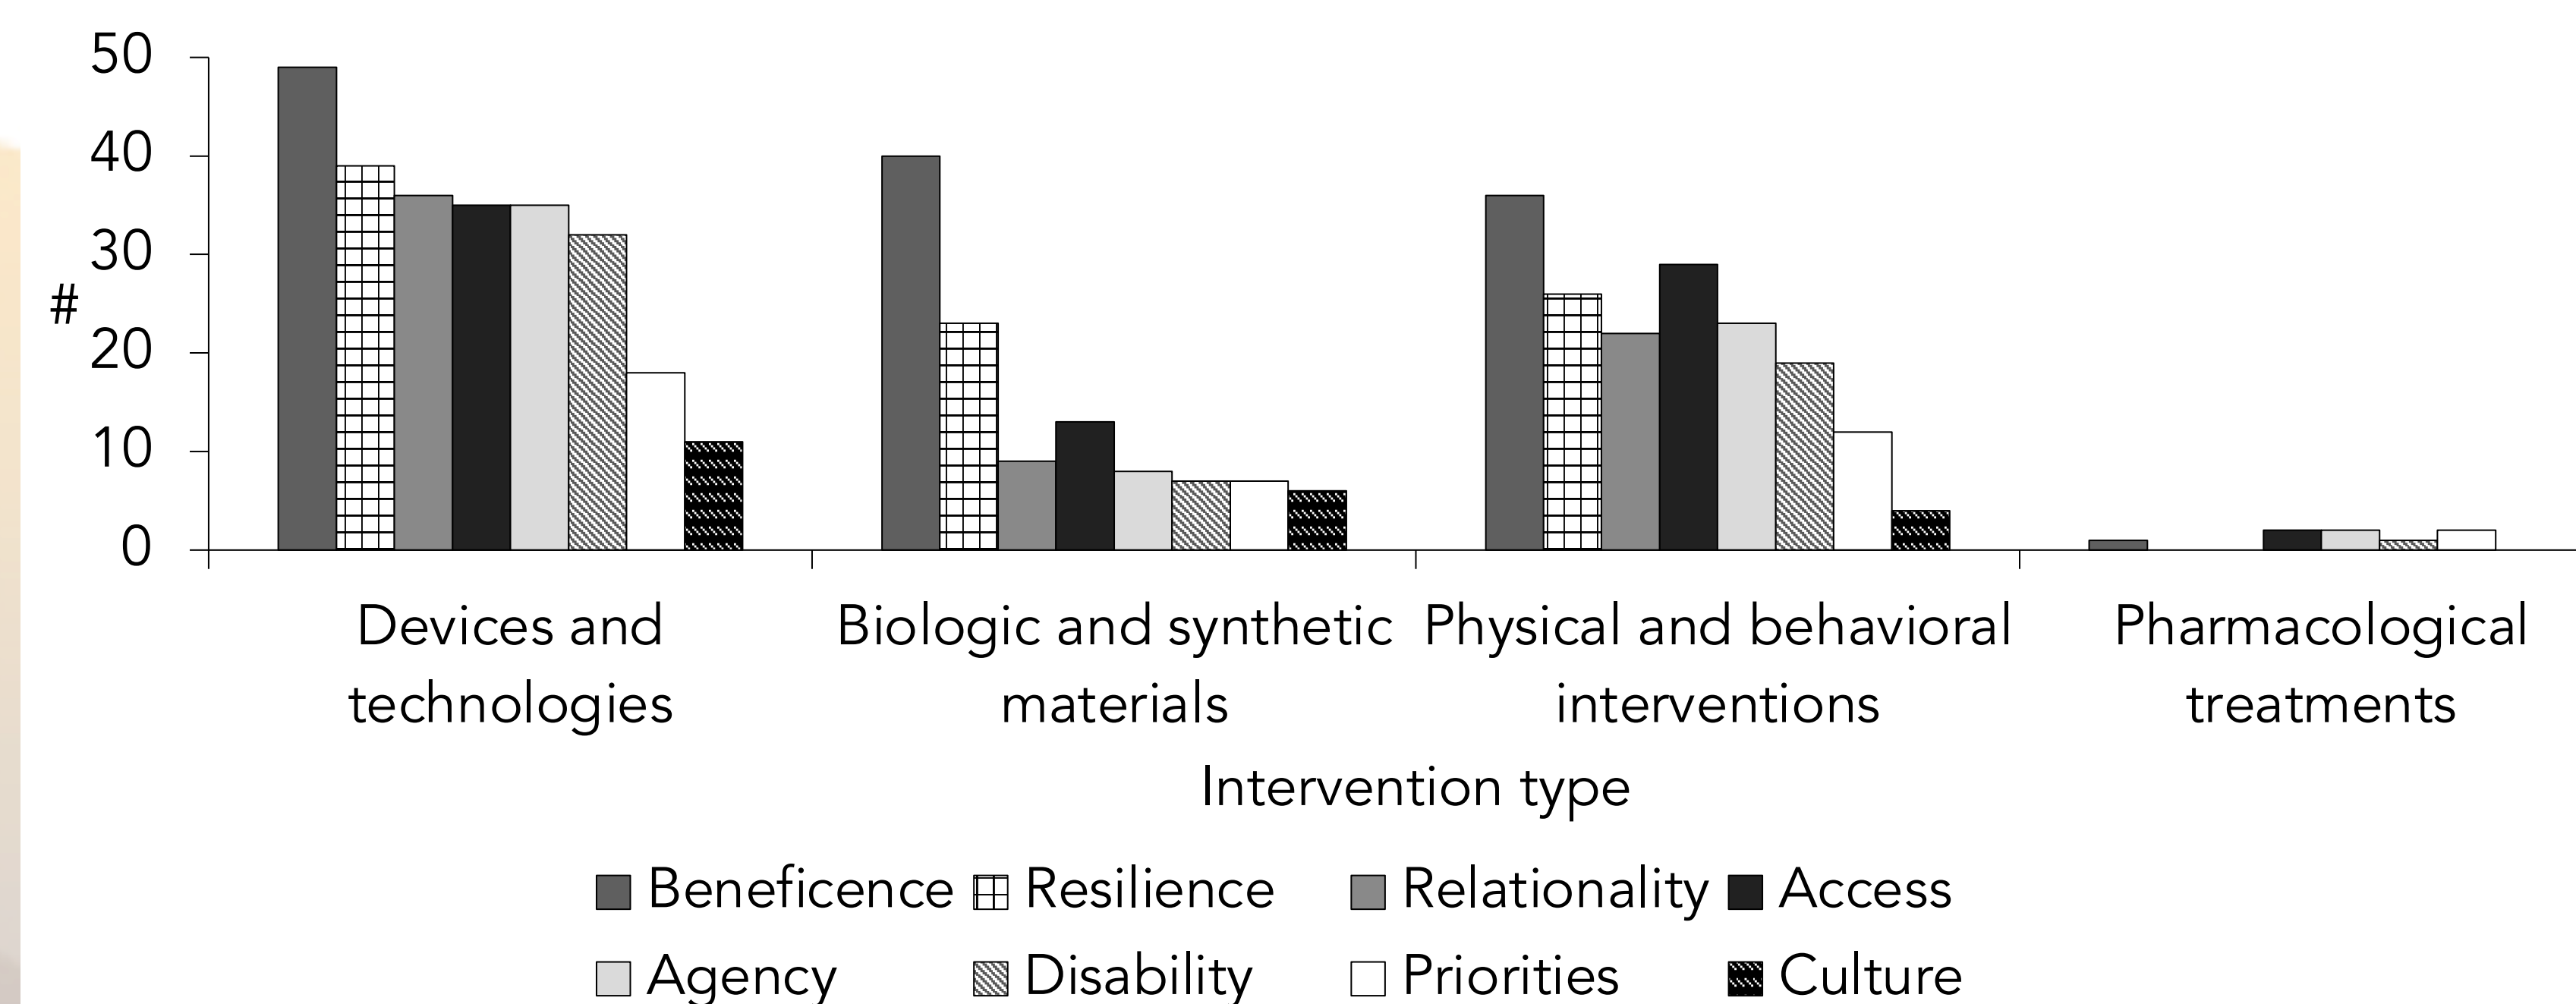 50
40
30
#
20
10
0
Devices and technologies
Biologic and synthetic materials
Physical and behavioral interventions
Pharmacological treatments
Intervention type
Beneficence Resilience Relationality Access
Agency Disability Priorities Culture